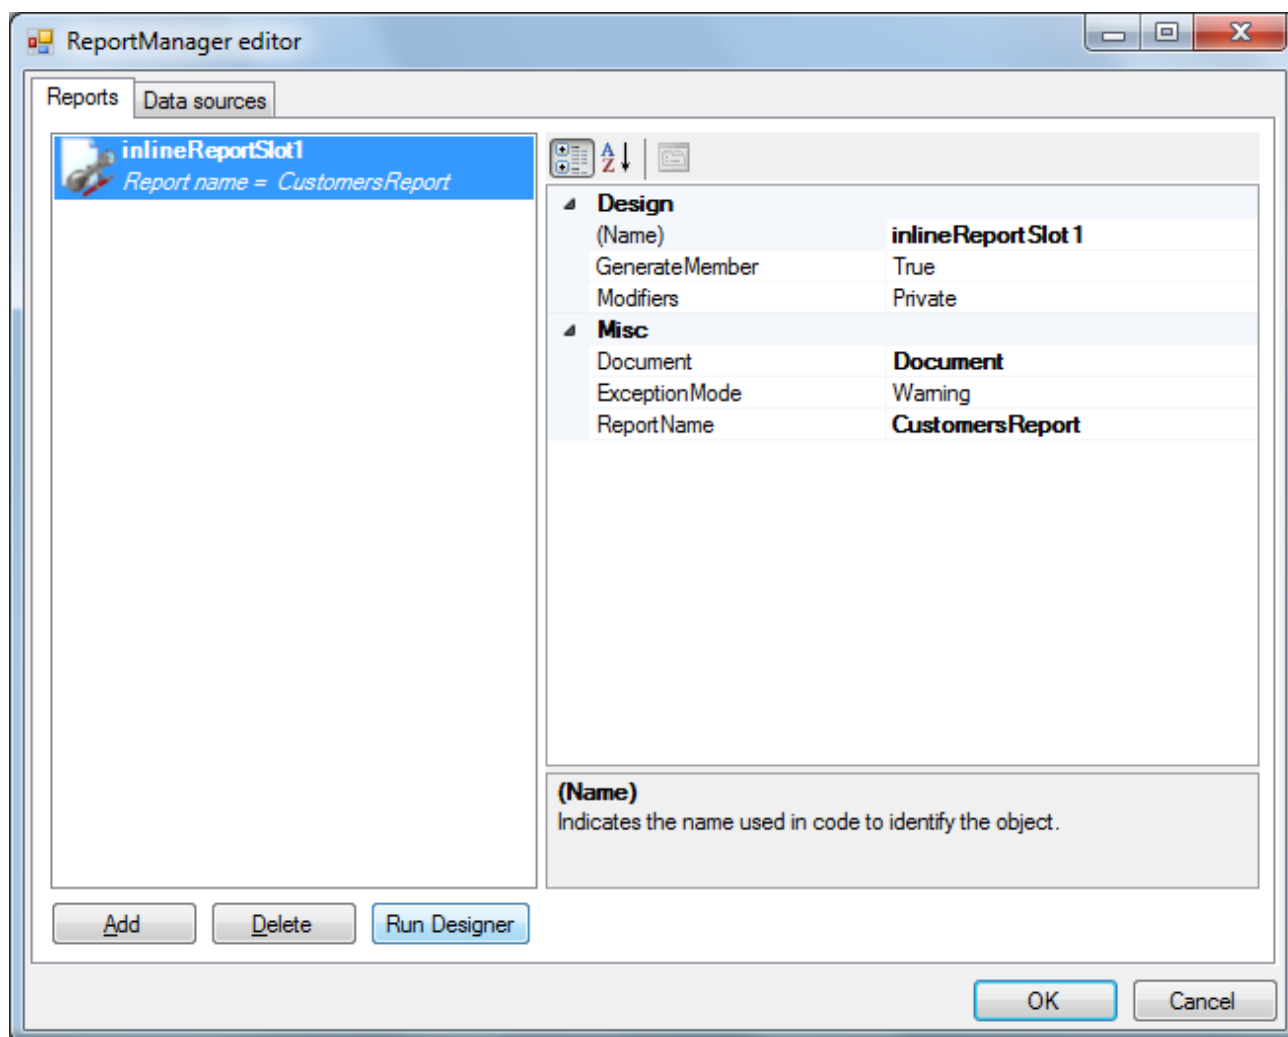 ReportManager editor
Reports
Data sources
inlineReportSlot1
Report name = CustomersReport
Design
(Name) inlineReportSlot1
GenerateMember True
Modifiers Private
Misc
Document Document
ExceptionMode Warning
ReportName CustomersReport
(Name)
Indicates the name used in code to identify the object.
Add Delete Run Designer
OK Cancel